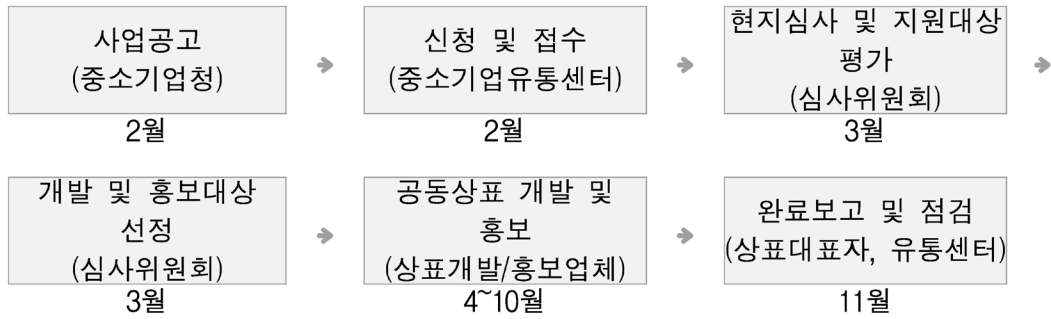 사업공고
(중소기업청)
2월
신청 및 접수
(중소기업유통센터)
2월
현지심사 및 지원대상
평가
(심사위원회)
3월
개발 및 홍보대상
선정
(심사위원회)
3월
공동상표 개발 및
홍보
(상표개발/홍보업체)
4~10월
완료보고 및 점검
(상표대표자, 유통센터)
11월